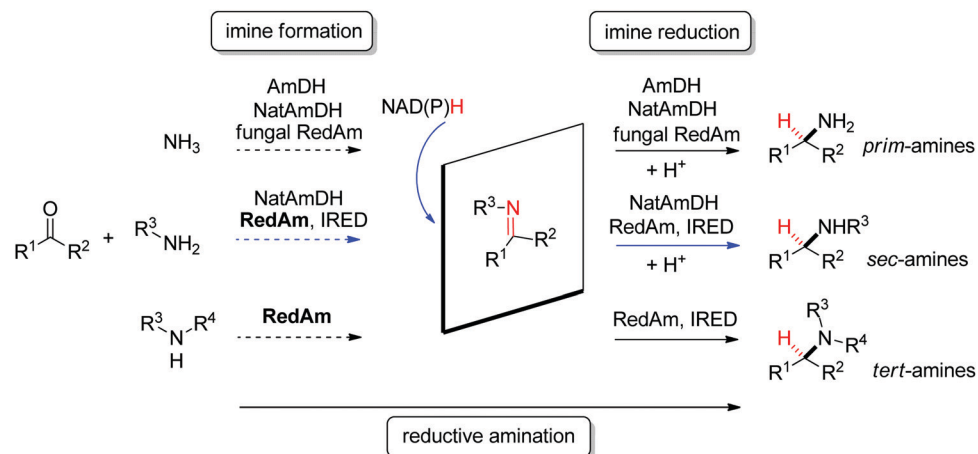 imine formation
imine reduction
AmDH
NatAmDH
fungal RedAm
NH₃
NAD(P)H
AmDH
NatAmDH
fungal RedAm
+ H⁺
H NH₂
R¹ R²
prim-amines
O
R¹ R²
+
R³
NH₂
NatAmDH
RedAm, IRED
R³ N
R²
R¹
NatAmDH
RedAm, IRED
+ H⁺
H NHR³
R¹ R²
sec-amines
R³ N R⁴
H
RedAm
RedAm, IRED
R³
H N R⁴
R¹ R²
tert-amines
reductive amination